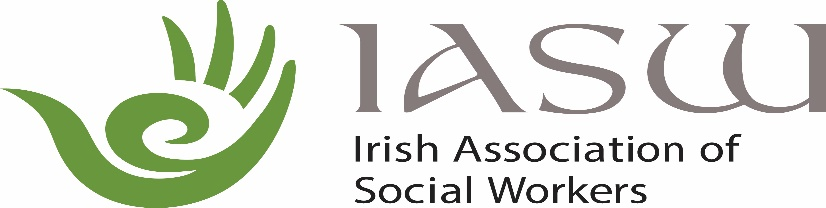 IASW
Irish Association of
Social Workers